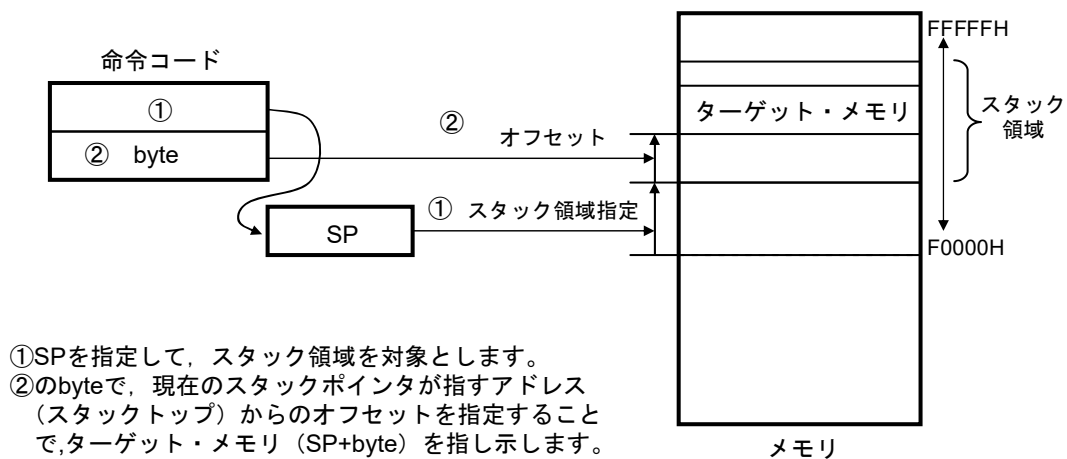 命令コード
①
② byte
SP
②
オフセット
① スタック領域指定
FFFFFH
ターゲット・メモリ
スタック
領域
F0000H
メモリ
①SPを指定して，スタック領域を対象とします。
②のbyteで，現在のスタックポインタが指すアドレス
（スタックトップ）からのオフセットを指定すること
で,ターゲット・メモリ（SP+byte）を指し示します。